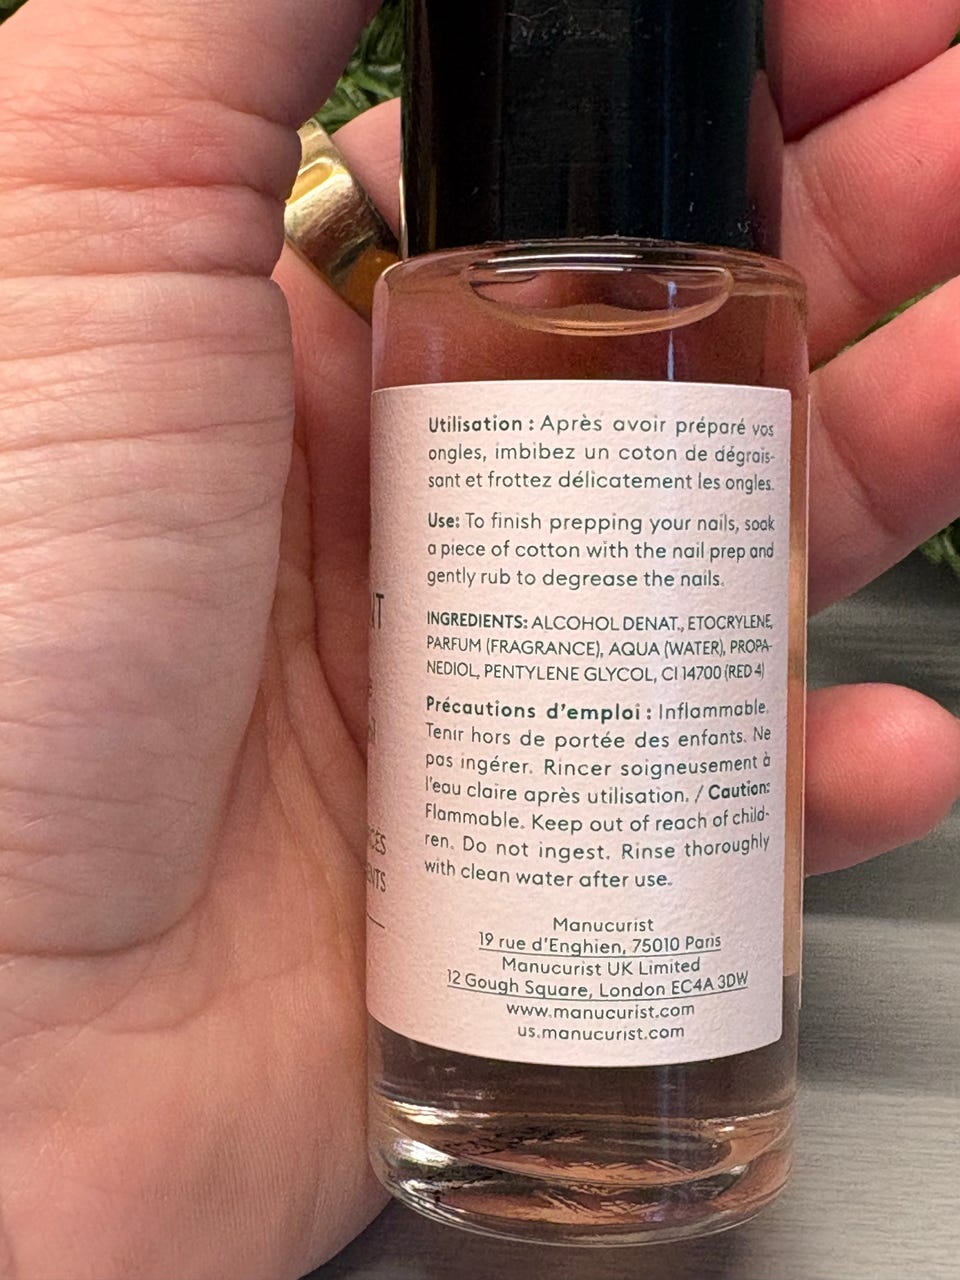 Utilisation : Après avoir préparé vos
ongles, imbibez un coton de dégrais-
sant et frottez délicatement les ongles.
Use: To finish prepping your nails, soak
a piece of cotton with the nail prep and
gently rub to degrease the nails.
INGREDIENTS: ALCOHOL DENAT., ETOCRYLENE,
PARFUM (FRAGRANCE), AQUA (WATER), PROPA-
NEDIOL, PENTYLENE GLYCOL, CI 14700 (RED 4)
Précautions d'emploi : Inflammable.
Tenir hors de portée des enfants. Ne
pas ingérer. Rincer soigneusement à
l'eau claire après utilisation. / Caution:
Flammable. Keep out of reach of child-
ren. Do not ingest. Rinse thoroughly
with clean water after use.
Manucurist
19 rue d'Enghien, 75010 Paris
Manucurist UK Limited
12 Gough Square, London EC4A 3DW
www.manucurist.com
us.manucurist.com